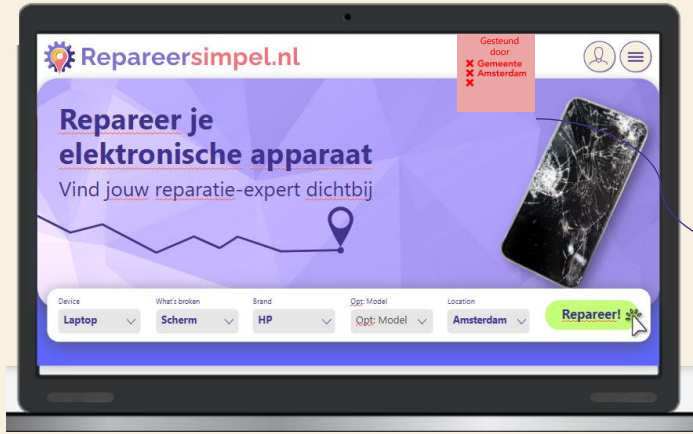 Repareersimpel.nl
Gesteund
door
Gemeente
Amsterdam
Repareer je
elektronische apparaat
Vind jouw reparatie-expert dichtbij
Device
What's broken
Brand
Opt: Model
Location
Laptop
Scherm
HP
Opt: Model
Amsterdam
Repareer!